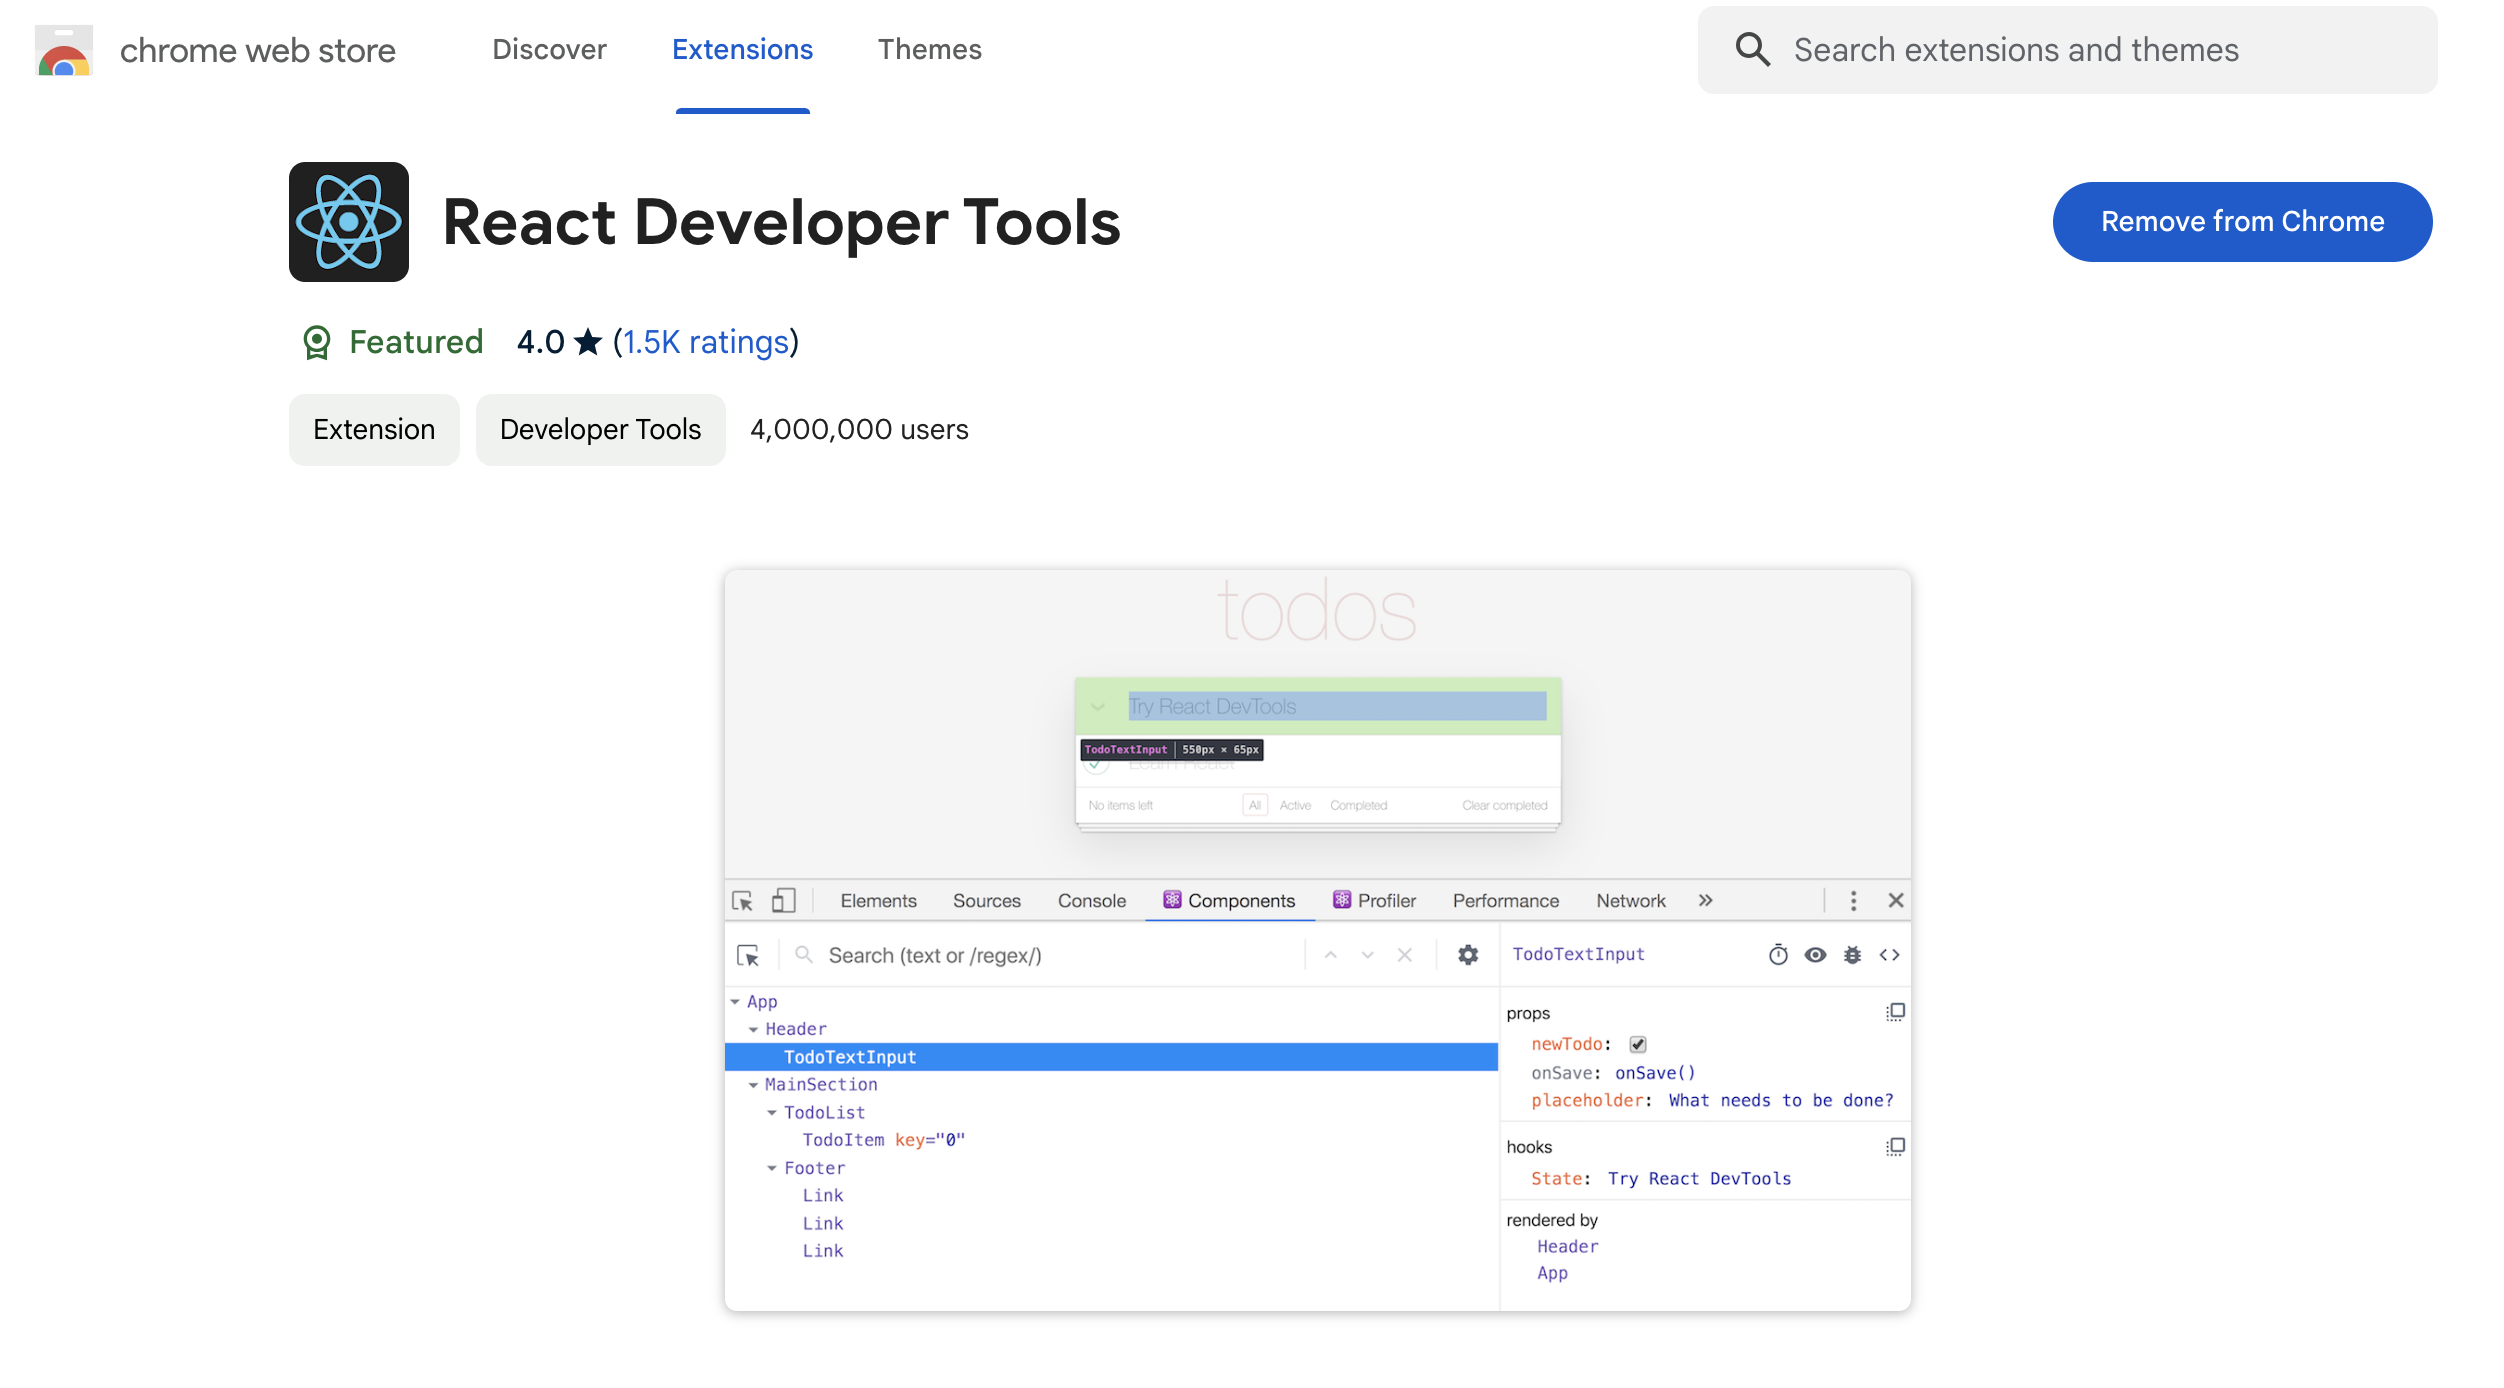 chrome web store
Discover
Extensions
Themes
Search extensions and themes
React Developer Tools
Remove from Chrome
Featured
4.0 ★ (1.5K ratings)
Extension
Developer Tools
4,000,000 users
todos
Try React DevTools
TodoTextInput | 550px × 65px
Learn React
No items left
All
Active
Completed
Clear completed
Elements
Sources
Console
Components
Profiler
Performance
Network
Search (text or /regex/)
App
Header
TodoTextInput
MainSection
TodoList
TodoItem key="0"
Footer
Link
Link
Link
TodoTextInput
props
newTodo:
onSave: onSave()
placeholder: What needs to be done?
hooks
State: Try React DevTools
rendered by
Header
App